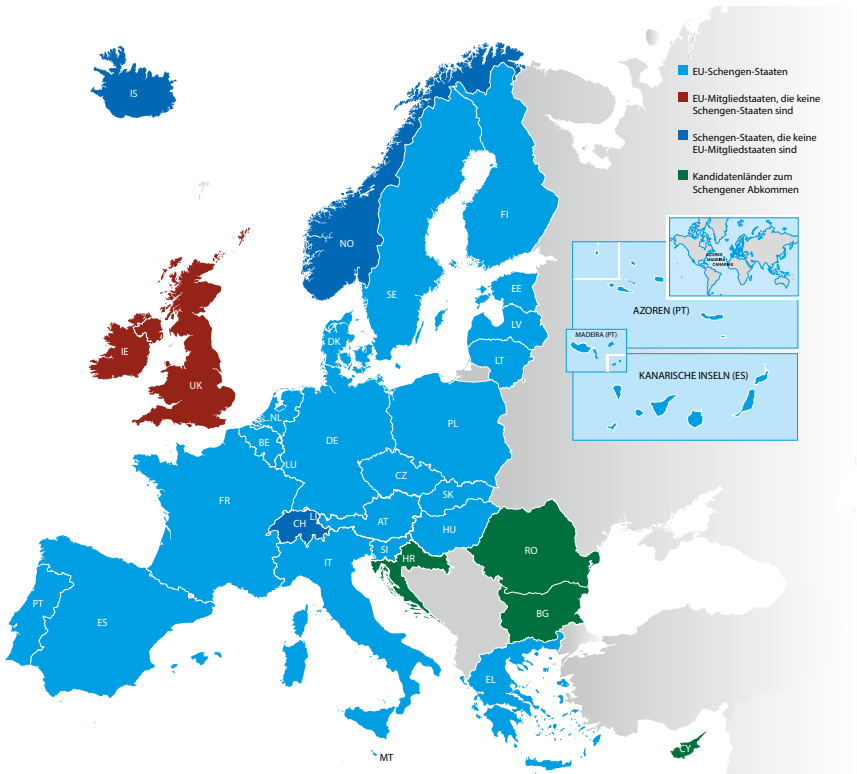 EU-Schengen-Staaten
EU-Mitgliedstaaten, die keine
Schengen-Staaten sind
Schengen-Staaten, die keine
EU-Mitgliedstaaten sind
Kandidatenländer zum
Schengener Abkommen
IS
NO
FI
SE
AÇORES
MADEIRA
CANARIAS
AZOREN (PT)
MADEIRA (PT)
KANARISCHE INSELN (ES)
EE
LV
LT
DK
IE
UK
NL
BE
LU
DE
PL
CZ
SK
FR
CH
LI
AT
HU
SI
HR
RO
BG
IT
PT
ES
EL
MT
CY